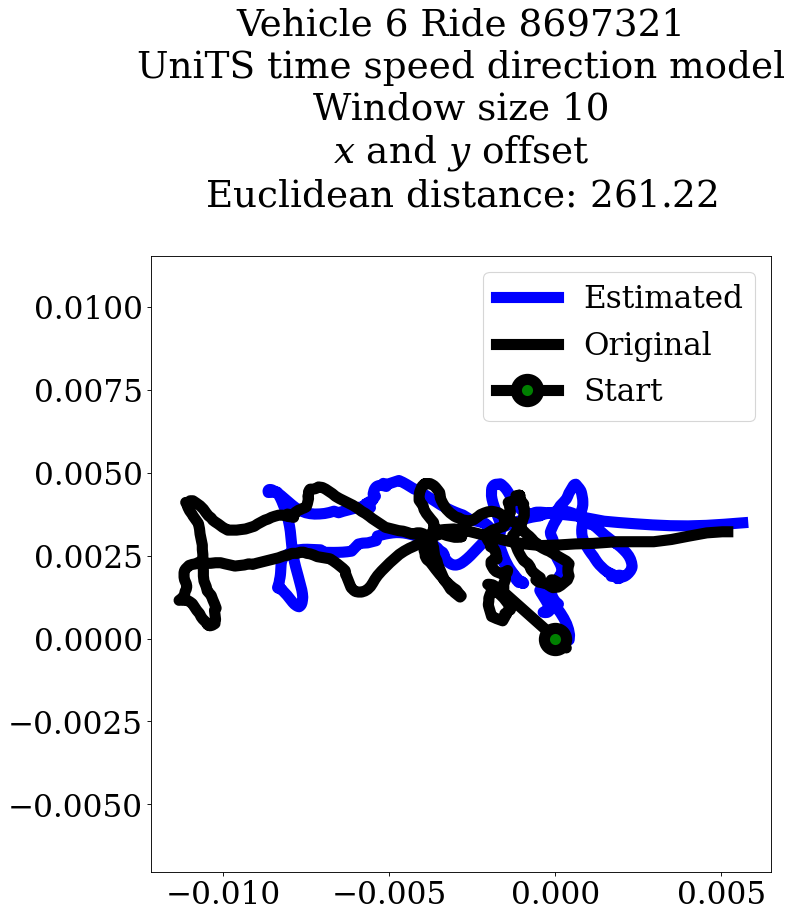 Vehicle 6 Ride 8697321
UniTS time speed direction model
Window size 10
x and y offset
Euclidean distance: 261.22
Estimated
Original
Start
0.0100
0.0075
0.0050
0.0025
0.0000
−0.0025
−0.0050
−0.010
−0.005
0.000
0.005